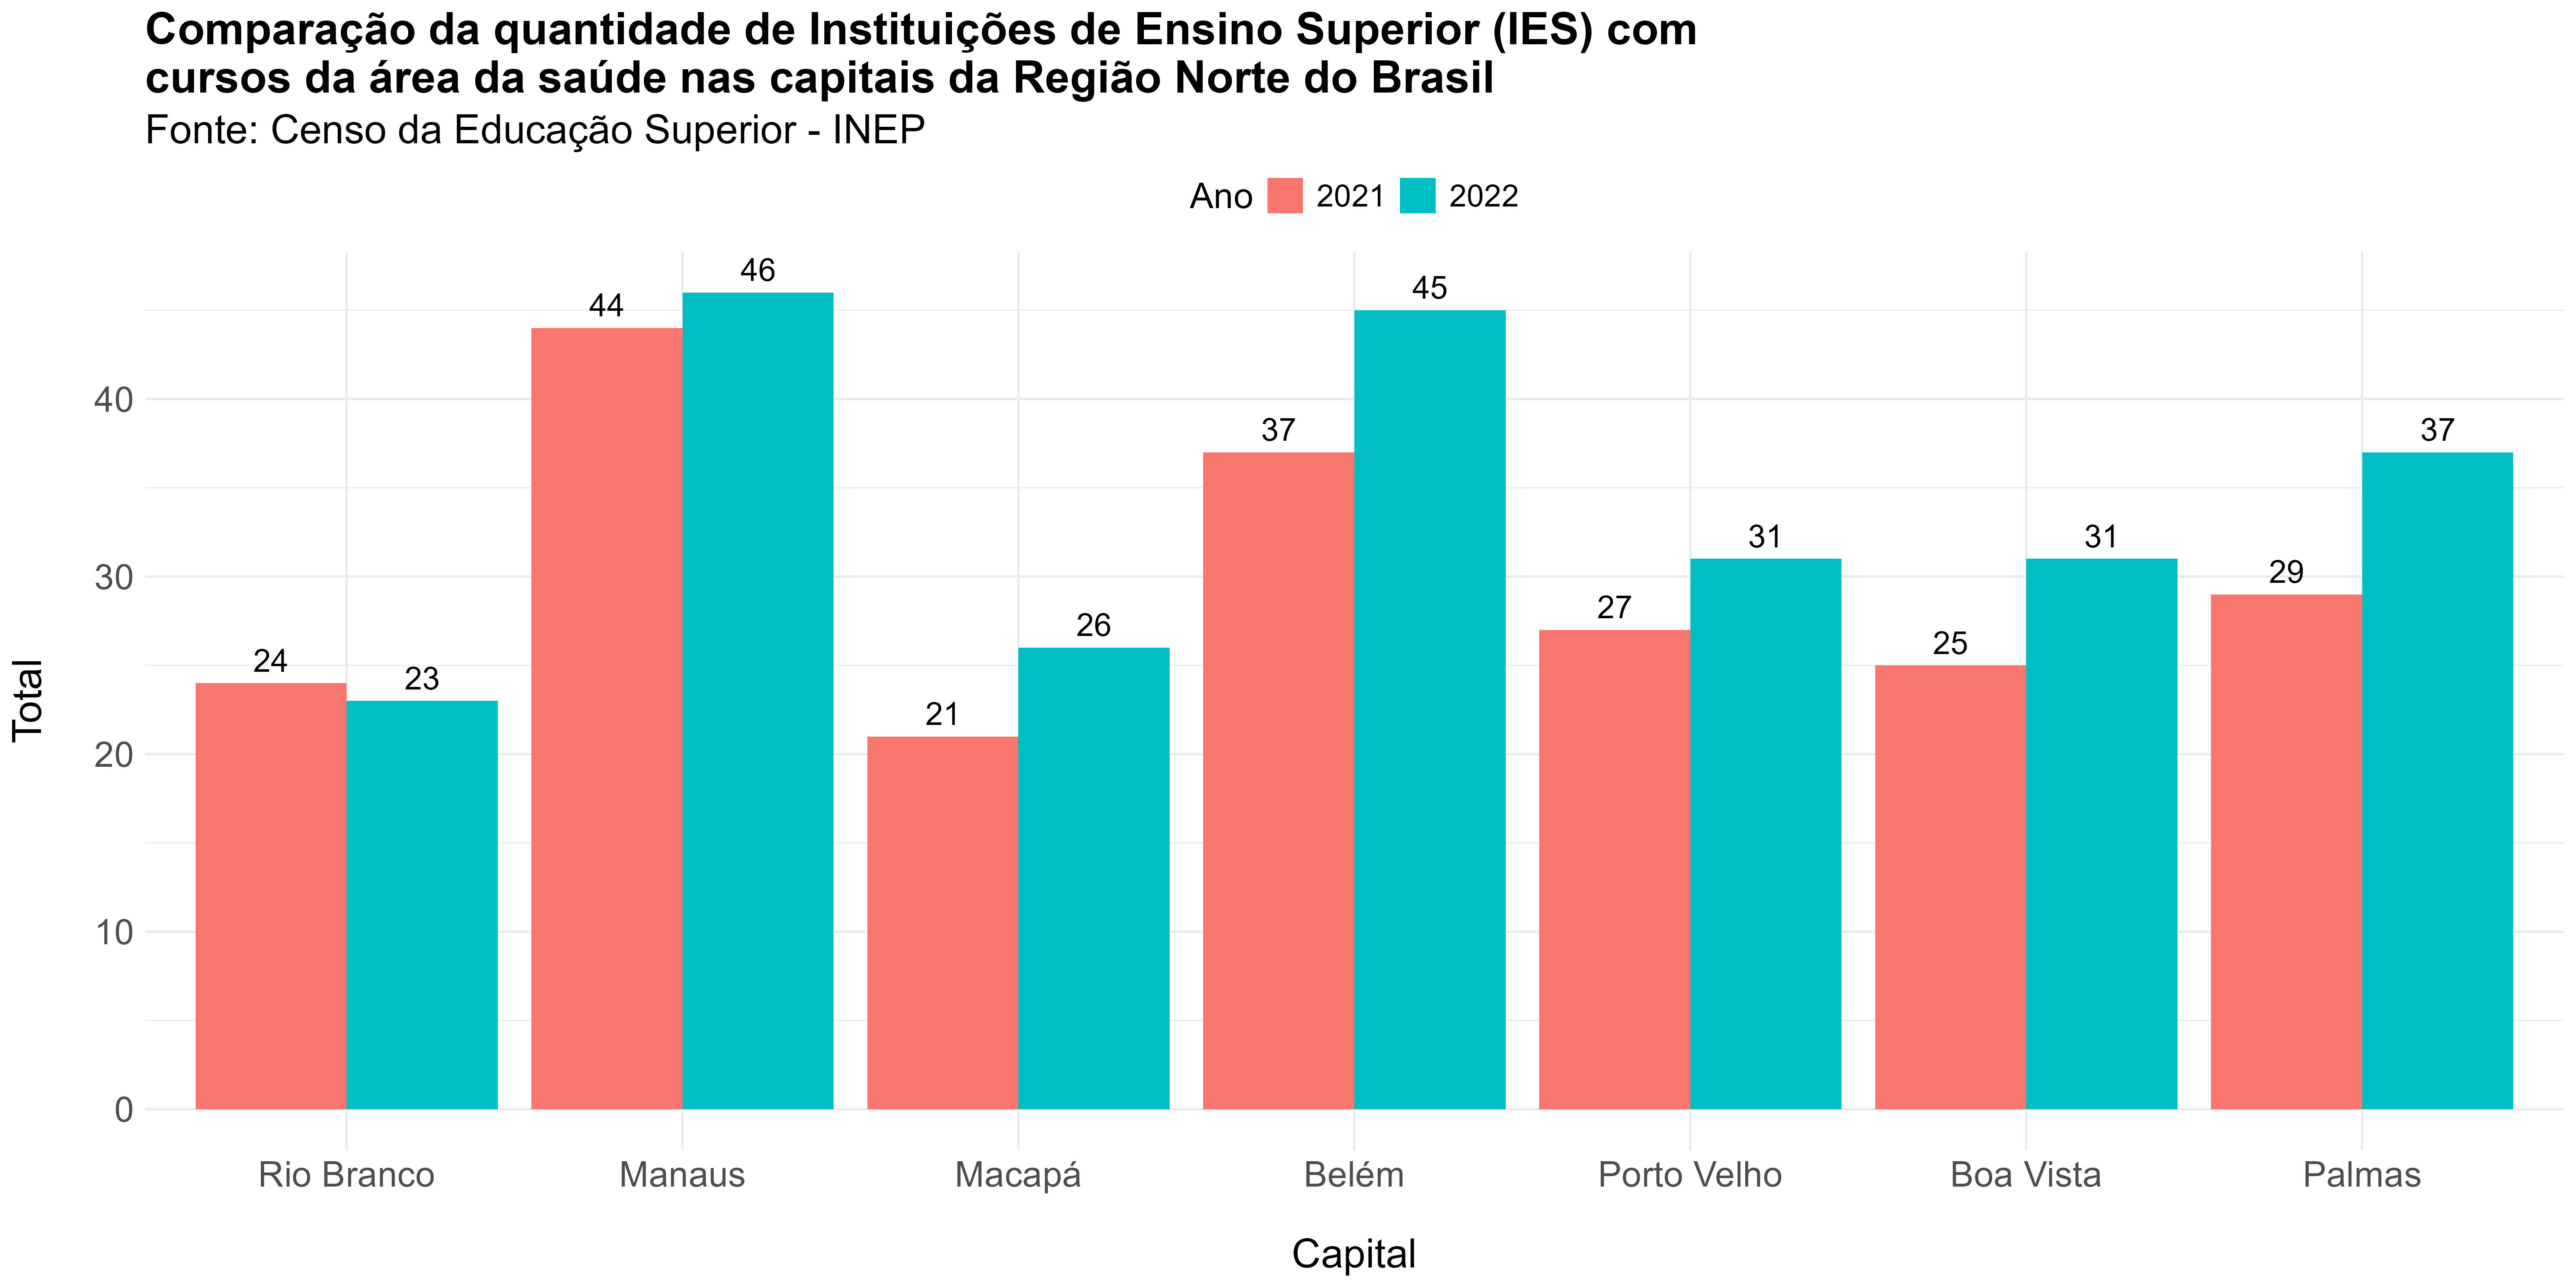 Comparação da quantidade de Instituições de Ensino Superior (IES) com
cursos da área da saúde nas capitais da Região Norte do Brasil
Fonte: Censo da Educação Superior - INEP
Ano 2021 2022
46
44
45
40
37
37
31
31
30
29
27
26
25
24
23
21
20
10
0
Total
Rio Branco Manaus Macapá Belém Porto Velho Boa Vista Palmas
Capital